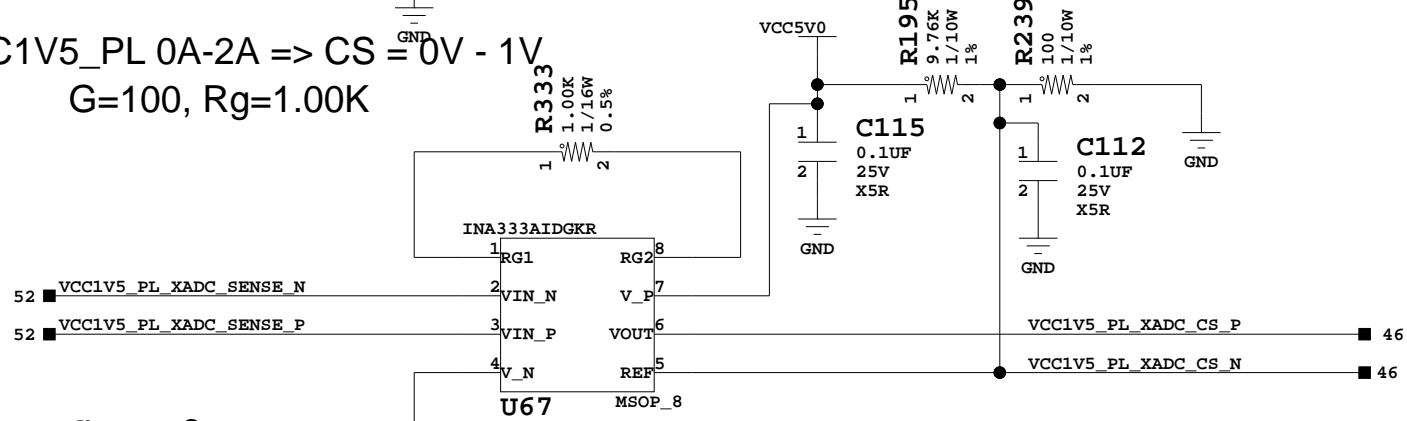 GND
C1V5_PL 0A-2A => CS = 0V - 1V
G=100, Rg=1.00K
R333
1.00K
1/16W
0.5%
1
2
VCC5V0
R195
9.76K
1/10W
1%
1
2
R239
100
1/10W
1%
1
2
GND
1
2
C115
0.1UF
25V
X5R
GND
1
2
C112
0.1UF
25V
X5R
GND
INA333AIDGKR
1
RG1
RG2
8
52
VCC1V5_PL_XADC_SENSE_N
2
VIN_N
V_P
7
52
VCC1V5_PL_XADC_SENSE_P
3
VIN_P
VOUT
6
VCC1V5_PL_XADC_CS_P
46
4
V_N
REF
5
VCC1V5_PL_XADC_CS_N
46
U67
MSOP_8